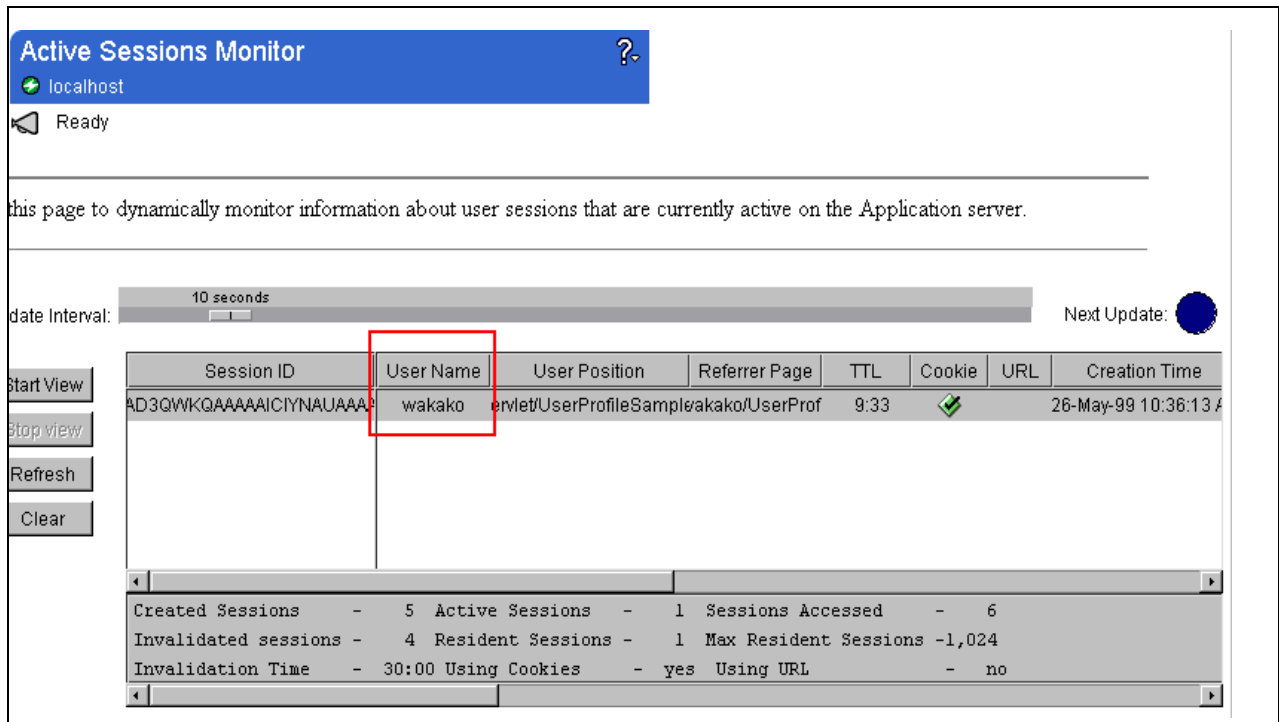 Active Sessions Monitor
localhost
Ready
this page to dynamically monitor information about user sessions that are currently active on the Application server.
10 seconds
date Interval:
Next Update:
Session ID User Name User Position Referrer Page TTL Cookie URL Creation Time
AD3QWKQAAAAAICIYNAUAAAA wakako ervlet/UserProfileSample vakako/UserProf 9:33 26-May-99 10:36:13 A
Start View
Stop view
Refresh
Clear
Created Sessions - 5 Active Sessions - 1 Sessions Accessed - 6
Invalidated sessions - 4 Resident Sessions - 1 Max Resident Sessions -1,024
Invalidation Time - 30:00 Using Cookies - yes Using URL - no